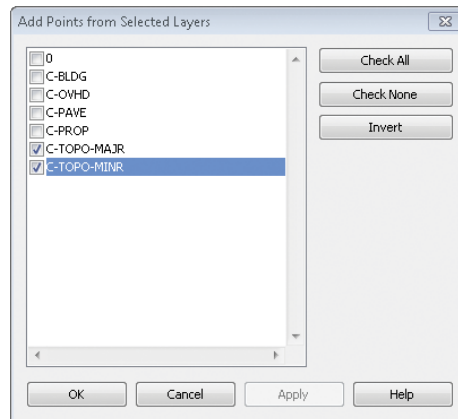 Add Points from Selected Layers
0
C-BLDG
C-OVHD
C-PAVE
C-PROP
C-TOPO-MAJR
C-TOPO-MINR
Check All
Check None
Invert
OK
Cancel
Apply
Help